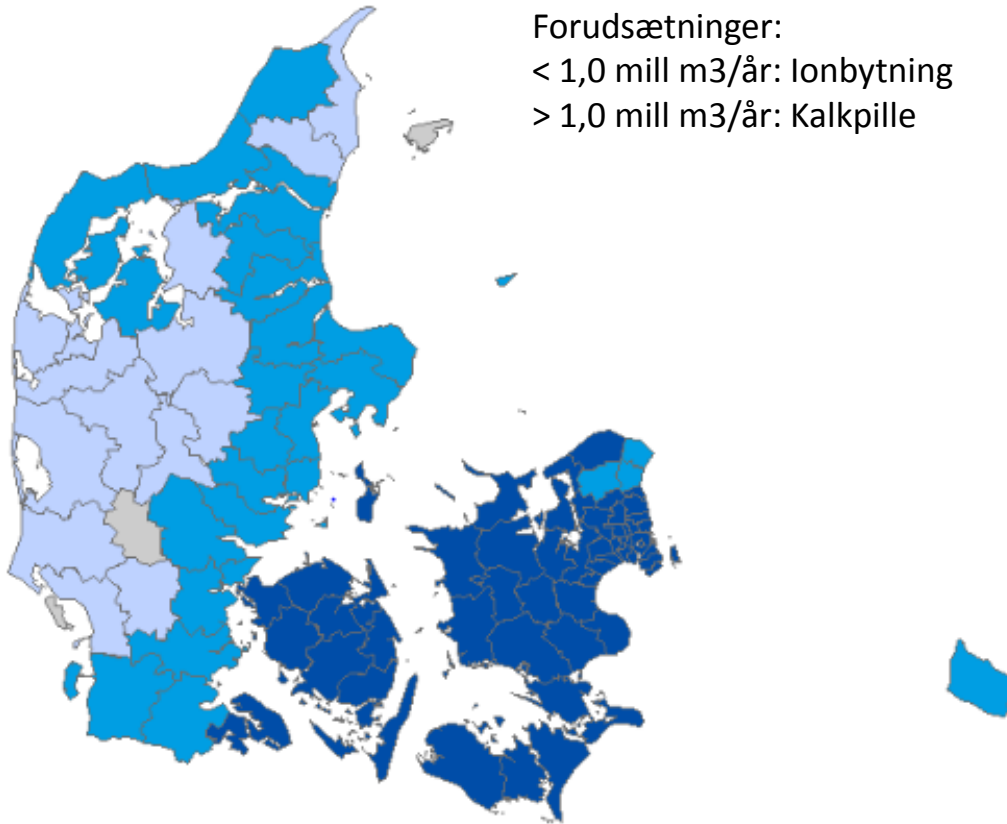 Forudsætninger:
< 1,0 mill m3/år: Ionbytning
> 1,0 mill m3/år: Kalkpille